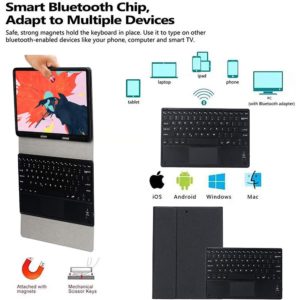 Smart Bluetooth Chip,
Adapt to Multiple Devices
Safe, strong magnets hold the keyboard in place. Use it to type on other
bluetooth-enabled devices like your phone, computer and smart TV.
laptop
ipad
phone
tablet
PC
(with Bluetooth adapter)
iOS
Android
Windows
Mac
Attached with
magnets
Mechanical
Scissor Keys